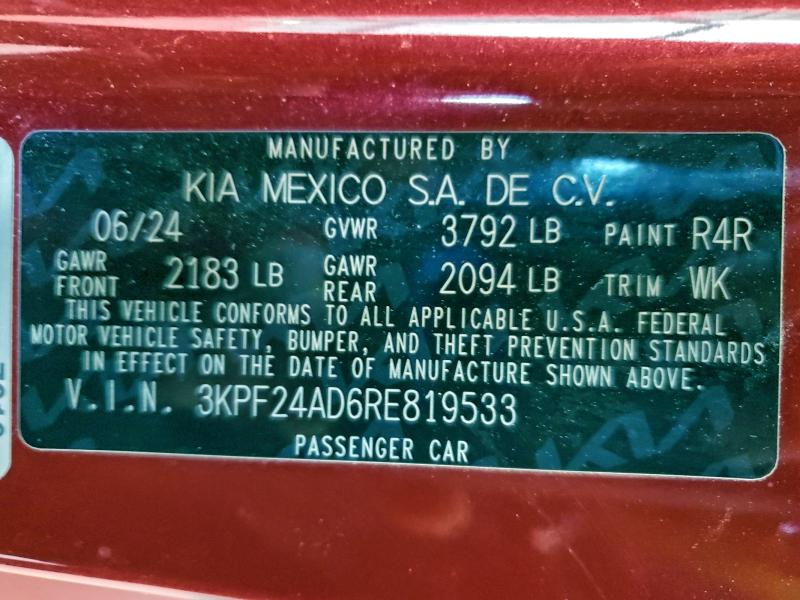 MANUFACTURED BY
KIA MEXICO S.A. DE C.V.
06/24 GVWR 3792 LB PAINT R4R
GAWR FRONT 2183 LB GAWR REAR 2094 LB TRIM WK
THIS VEHICLE CONFORMS TO ALL APPLICABLE U.S.A. FEDERAL
MOTOR VEHICLE SAFETY, BUMPER, AND THEFT PREVENTION STANDARDS
IN EFFECT ON THE DATE OF MANUFACTURE SHOWN ABOVE.
V.I.N. 3KPF24AD6RE819533
PASSENGER CAR